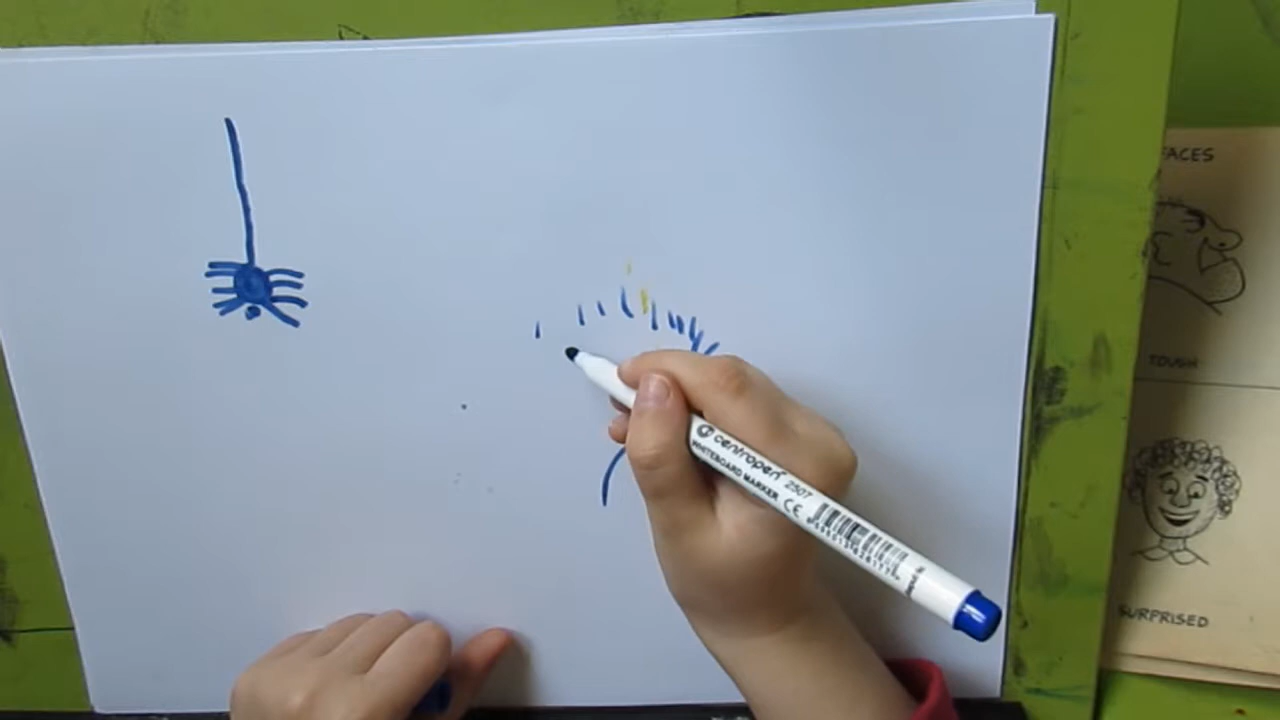 FACES
TOUGH
SURPRISED
centropen 2507
WHITEBOARD MARKER CE